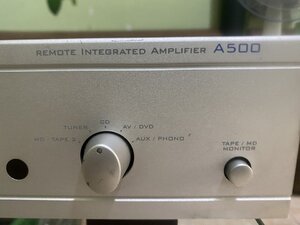 REMOTE INTEGRATED AMPLIFIER A500
CD
TUNER
AV / DVD
MD · TAPE 2
AUX / PHONO
TAPE / MD
MONITOR